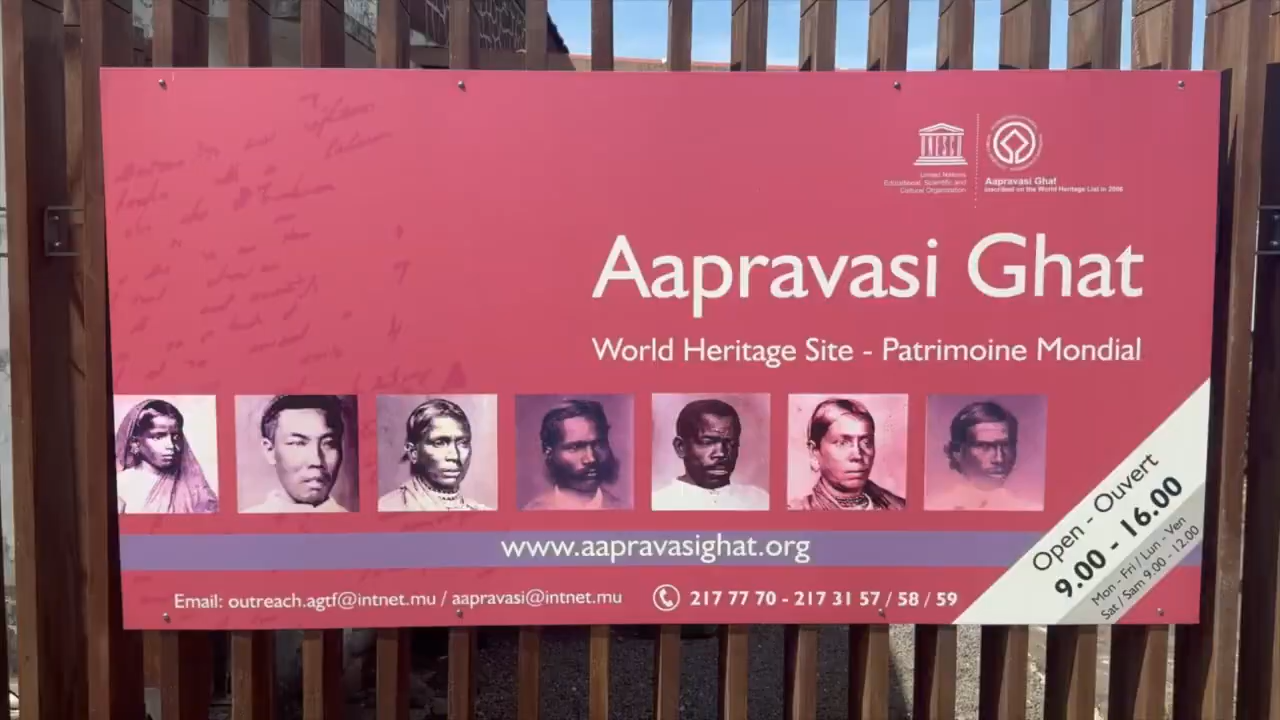 UNESCO
United Nations
Educational, Scientific and
Cultural Organization
Aapravasi Ghat
inscribed on the World Heritage List in 2006
Aapravasi Ghat
World Heritage Site - Patrimoine Mondial
www.aapravasighat.org
Email: outreach.agtf@intnet.mu / aapravasi@intnet.mu
217 77 70 - 217 31 57 / 58 / 59
Open - Ouvert
9.00 - 16.00
Mon - Fri / Lun - Ven
Sat / Sam 9.00 - 12.00